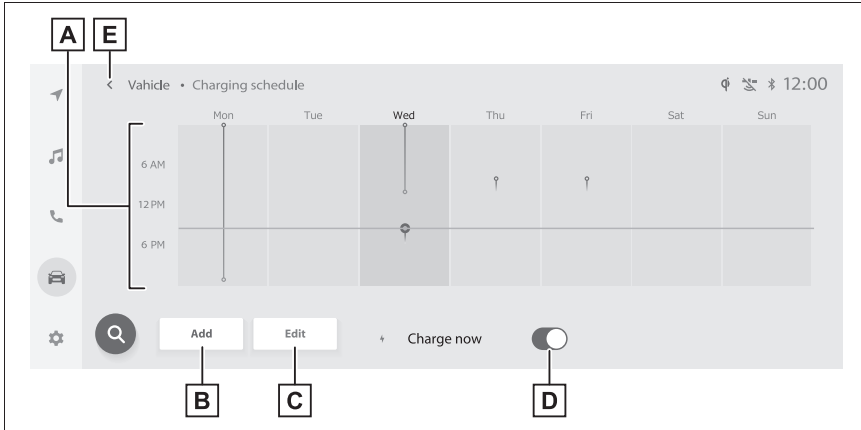 A E
Vahicle • Charging schedule 12:00
Mon Tue Wed Thu Fri Sat Sun
6 AM
12 PM
6 PM
Add Edit Charge now
B C D